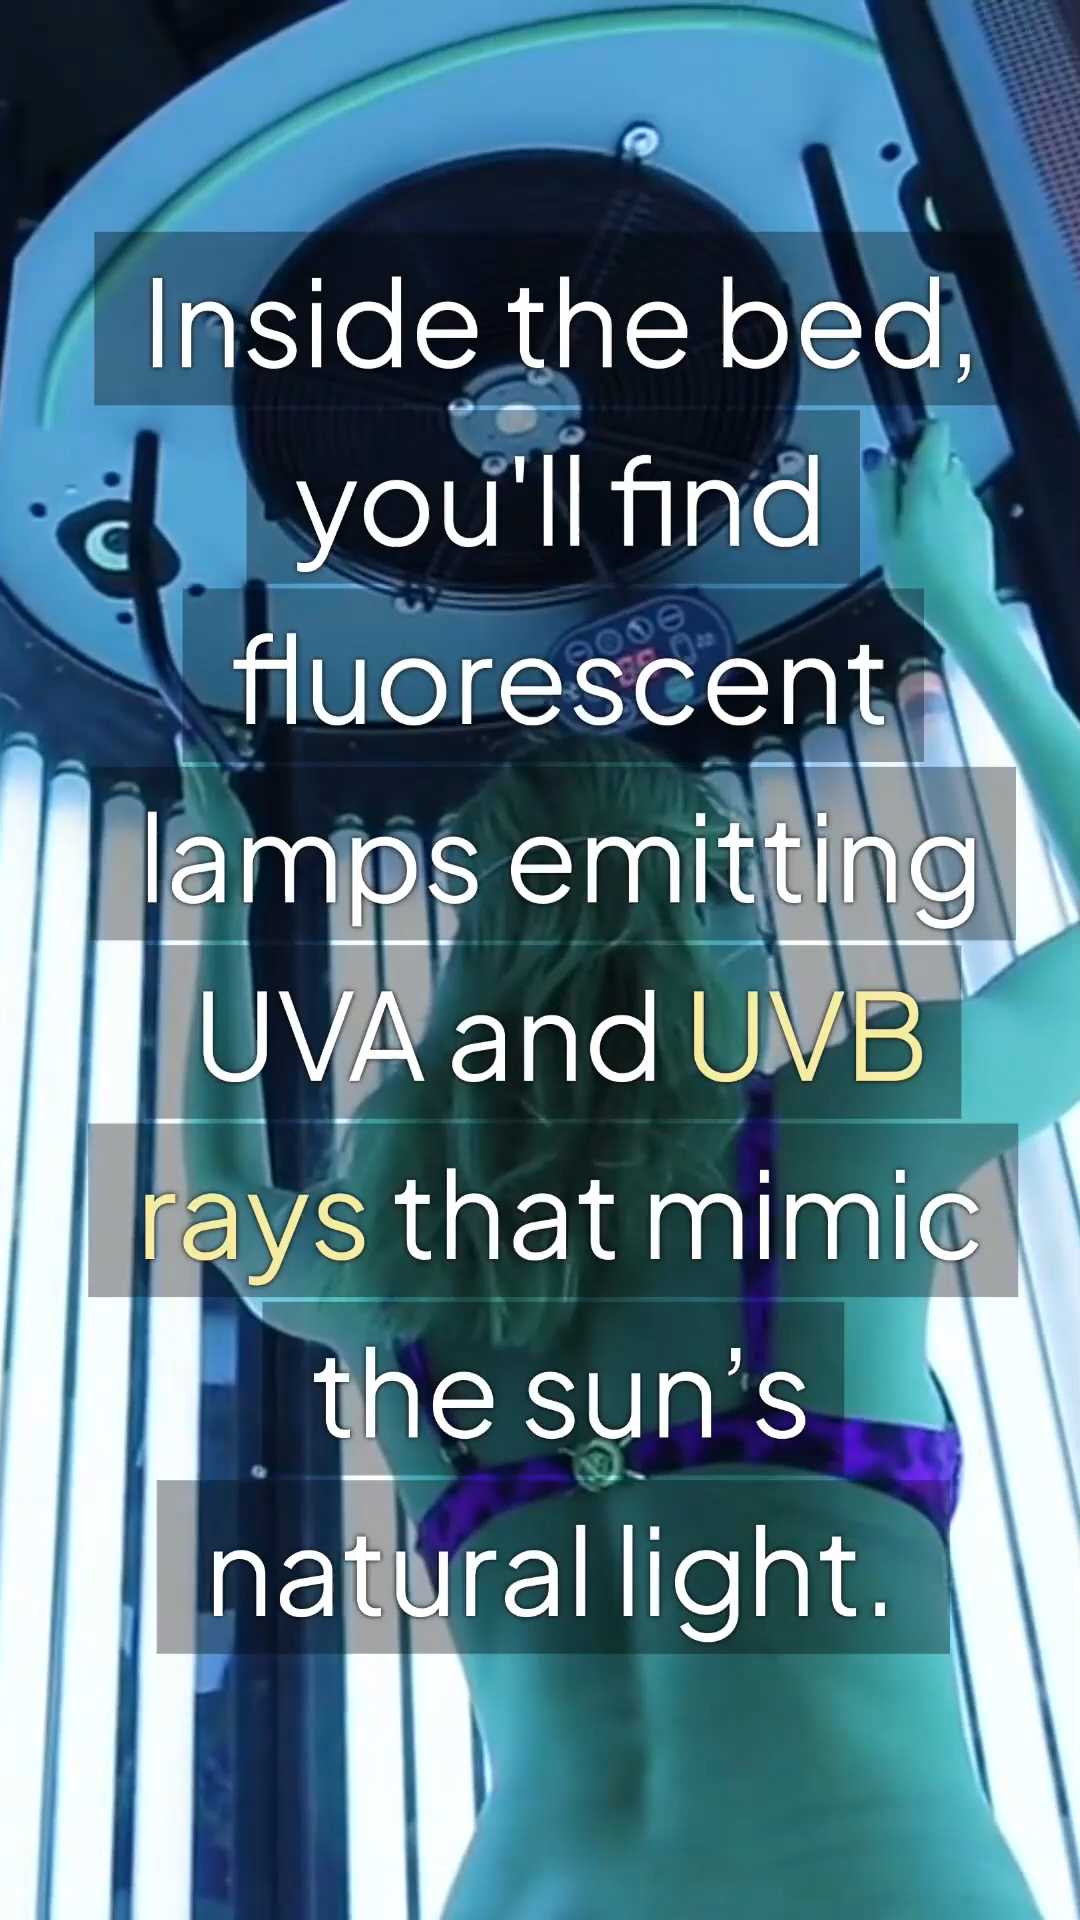 Inside the bed,
you'll find
fluorescent
lamps emitting
UVA and UVB
rays that mimic
the sun’s
natural light.